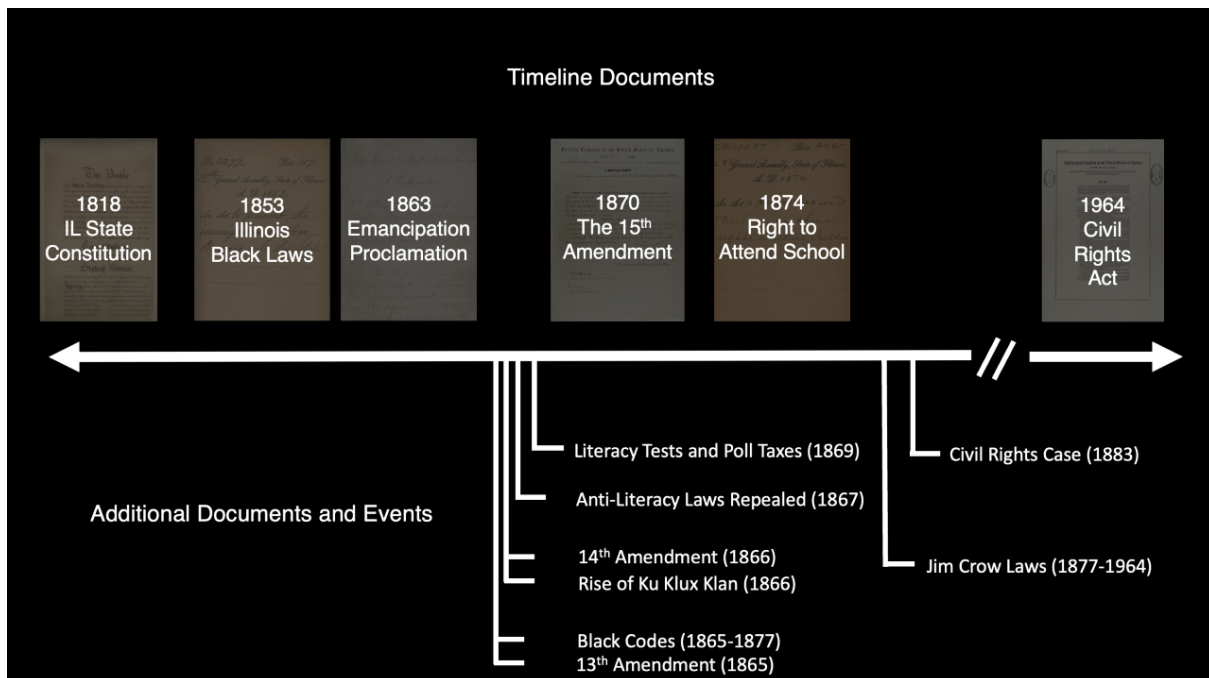 Timeline Documents
1818
IL State
Constitution
1853
Illinois
Black Laws
1863
Emancipation
Proclamation
1870
The 15th
Amendment
1874
Right to
Attend School
1964
Civil
Rights
Act
Literacy Tests and Poll Taxes (1869)
Civil Rights Case (1883)
Anti-Literacy Laws Repealed (1867)
Additional Documents and Events
14th Amendment (1866)
Jim Crow Laws (1877-1964)
Rise of Ku Klux Klan (1866)
Black Codes (1865-1877)
13th Amendment (1865)